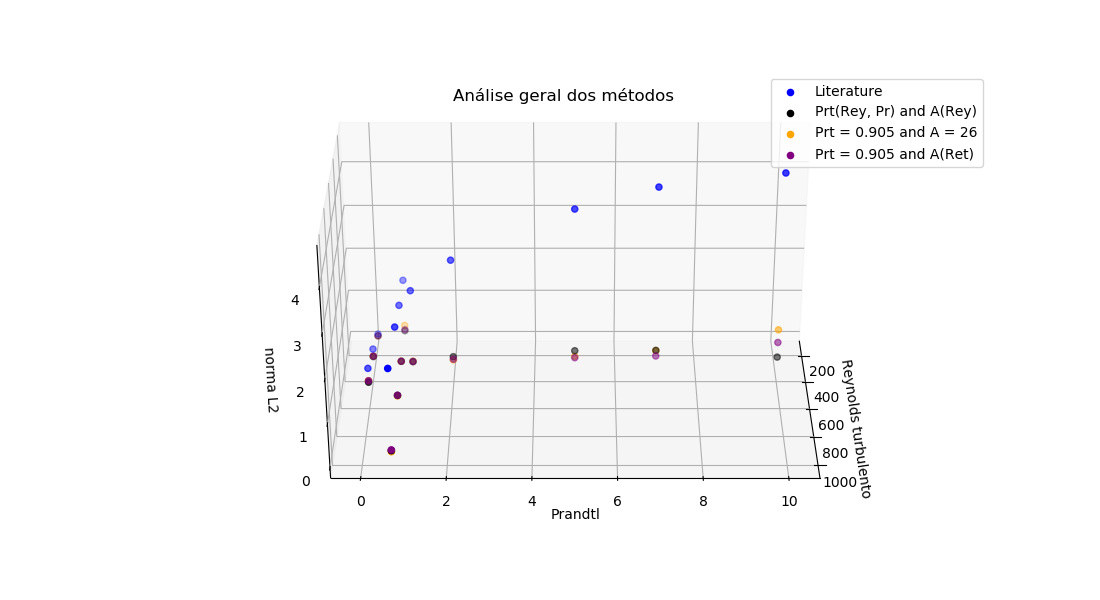 Análise geral dos métodos
Literature
Prt(Rey, Pr) and A(Rey)
Prt = 0.905 and A = 26
Prt = 0.905 and A(Ret)
4
3
2
1
0
norma L2
0
2
4
6
8
10
Prandtl
200
400
600
800
1000
Reynolds turbulento